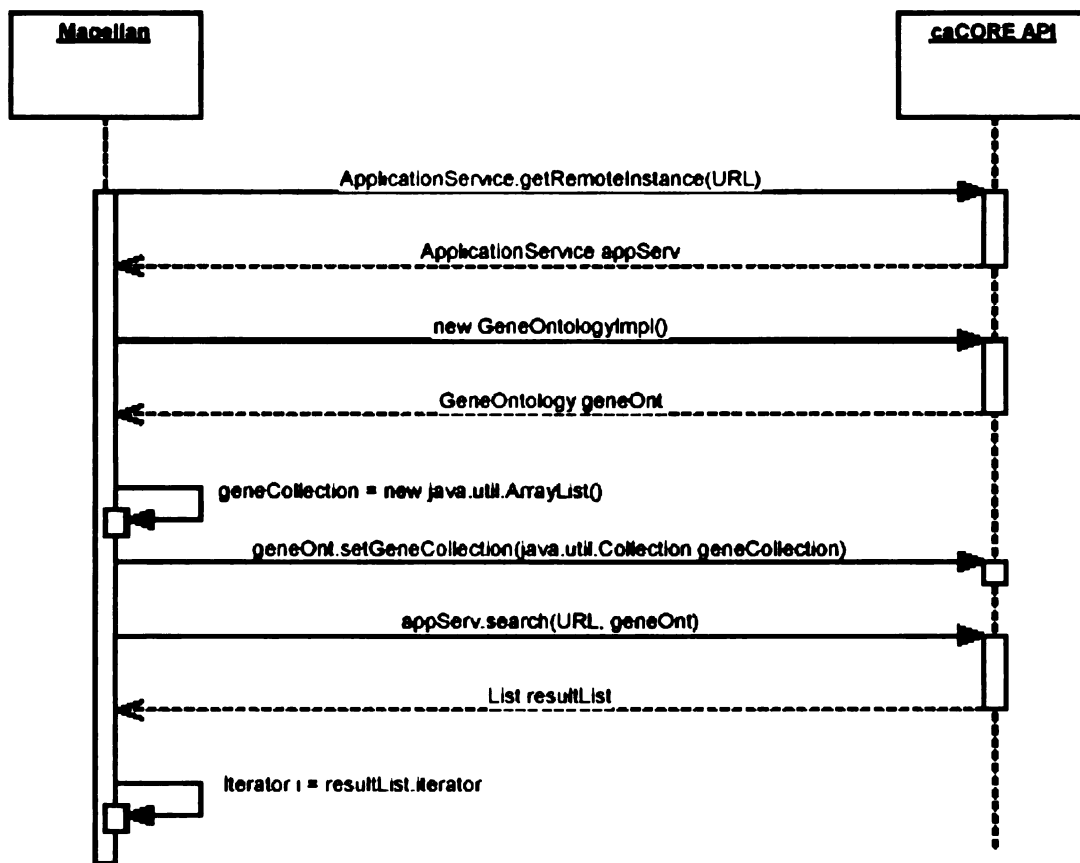 Magellan
caCORE API
ApplicationService.getRemoteInstance(URL)
ApplicationService appServ
new GeneOntologyImpl()
GeneOntology geneOnt
geneCollection = new java.util.ArrayList()
geneOnt.setGeneCollection(java.util.Collection geneCollection)
appServ.search(URL, geneOnt)
List resultList
Iterator i = resultList.iterator